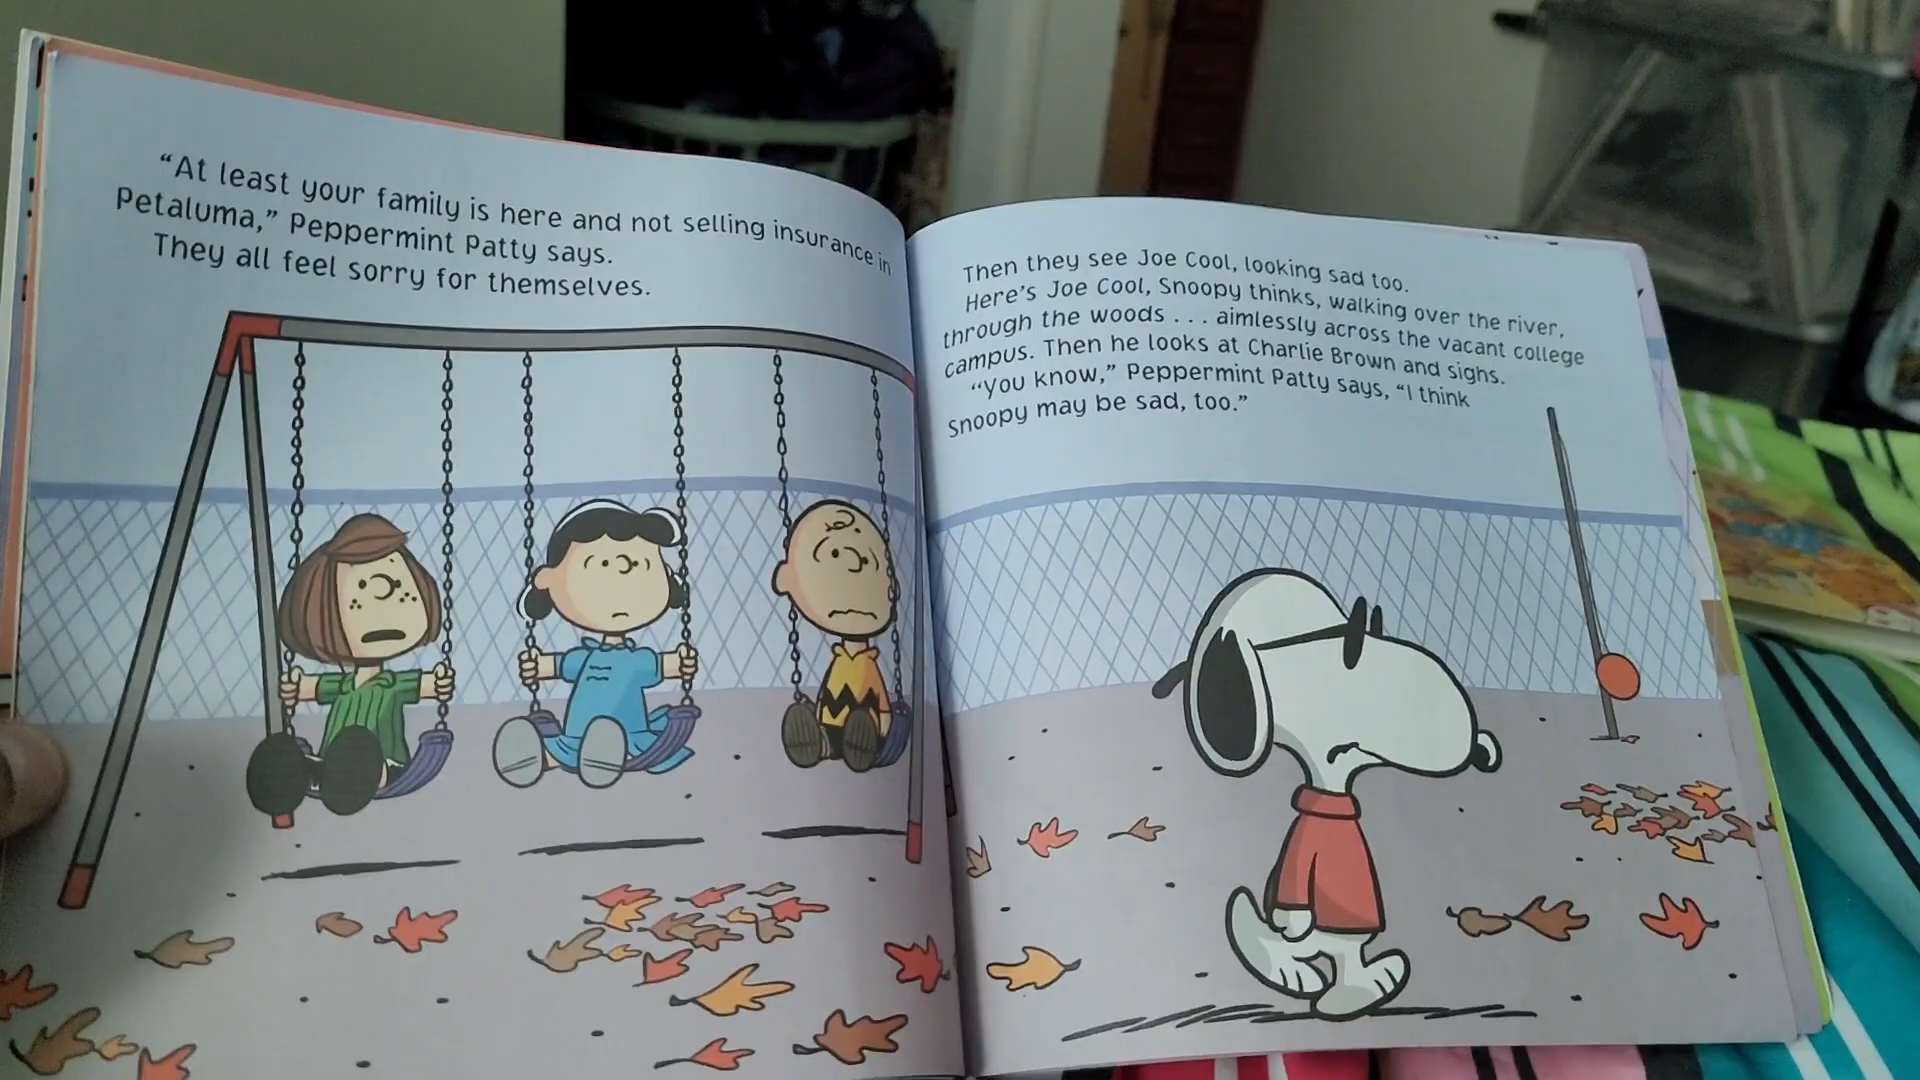 “At least your family is here and not selling insurance in
Petaluma,” Peppermint Patty says.
They all feel sorry for themselves.
Then they see Joe Cool, looking sad too.
Here’s Joe Cool, Snoopy thinks, walking over the river,
through the woods . . . aimlessly across the vacant college
campus. Then he looks at Charlie Brown and sighs.
“You know,” Peppermint Patty says, “I think
Snoopy may be sad, too.”